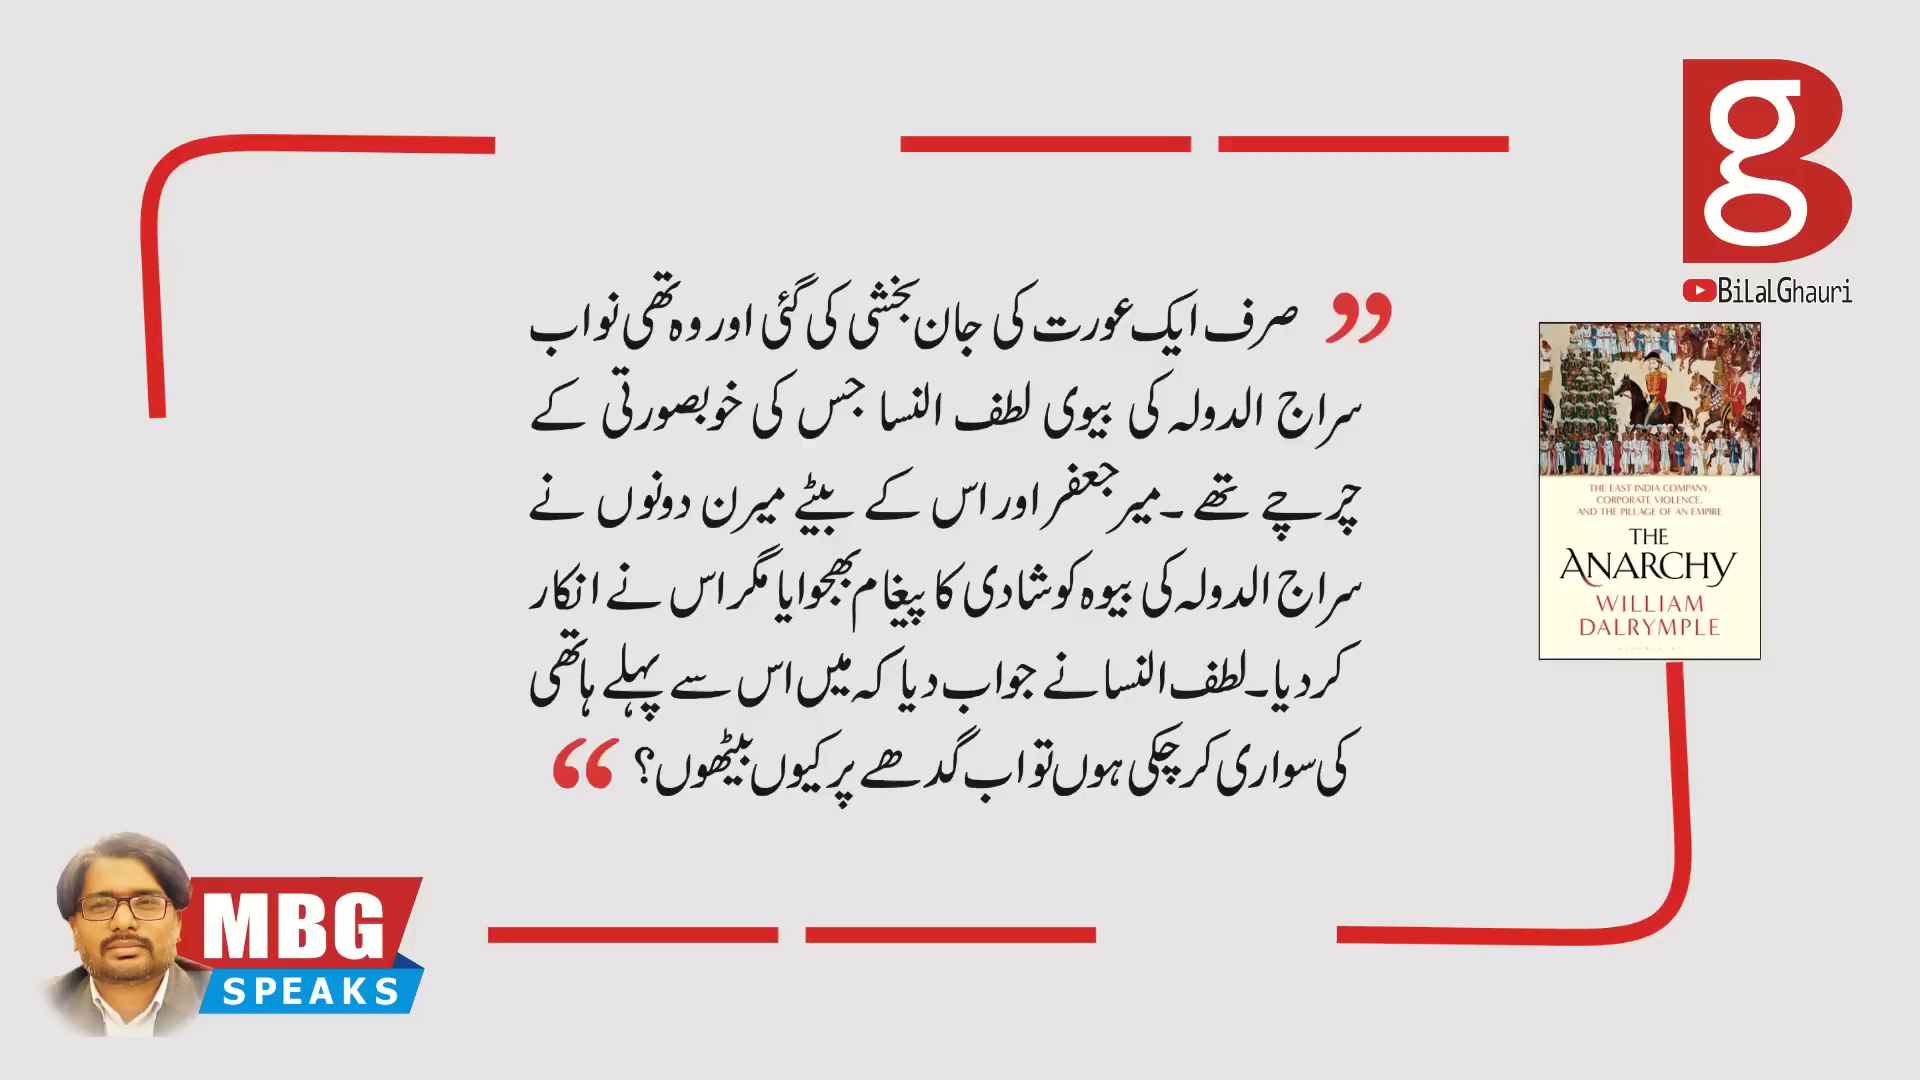 BiLalGhauri
صرف ایک عورت کی جان بخشی کی گئی اور وہ تھی نواب
سراج الدولہ کی بیوی لطف النسا جس کی خوبصورتی کے
چرچے تھے ۔میر جعفر اور اس کے بیٹے میرن دونوں نے
سراج الدولہ کی بیوہ کو شادی کا پیغام بھجوایا مگر اس نے انکار
کر دیا۔لطف النسا نے جواب دیا کہ میں اس سے پہلے ہاتھی
کی سواری کر چکی ہوں تو اب گدھے پر کیوں بیٹھوں؟
THE EAST INDIA COMPANY,
CORPORATE VIOLENCE,
AND THE PILLAGE OF AN EMPIRE
THE
ANARCHY
WILLIAM
DALRYMPLE
MBG
SPEAKS